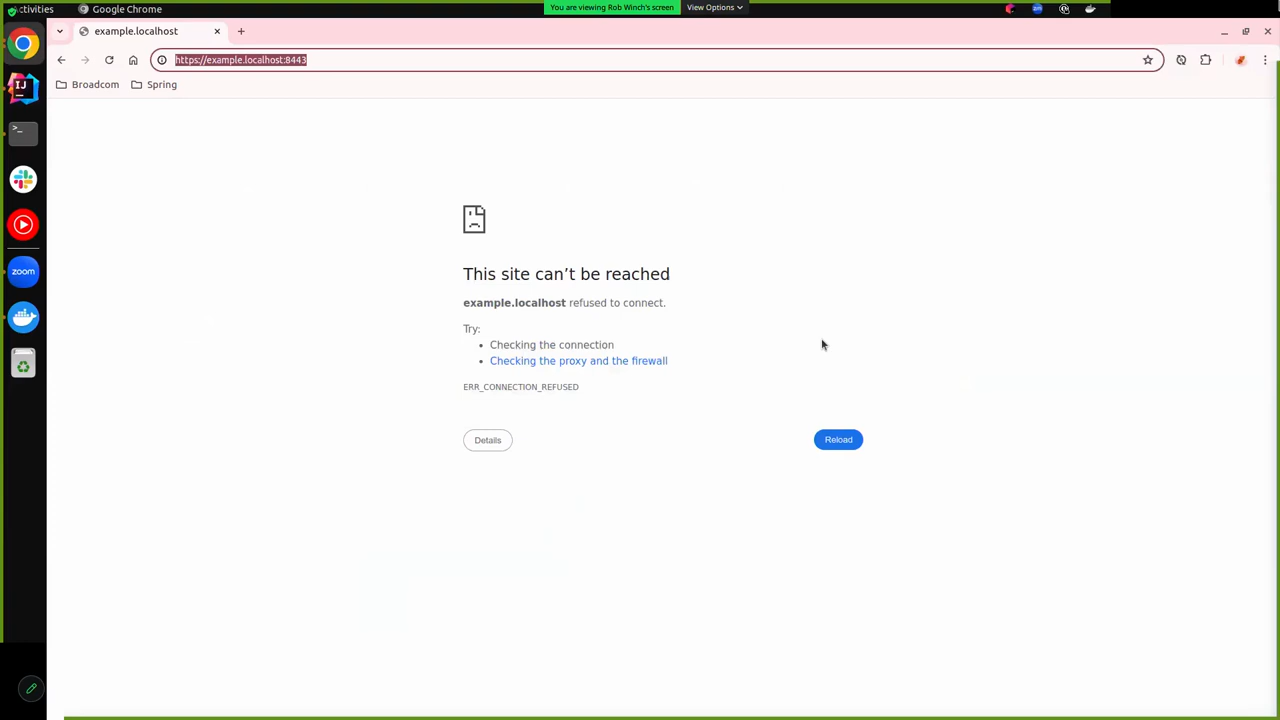 ctivities
Google Chrome
You are viewing Rob Winch's screen
View Options
example.localhost
https://example.localhost:8443
Broadcom
Spring
IJ
>_
zoom
This site can’t be reached
example.localhost refused to connect.
Try:
• Checking the connection
• Checking the proxy and the firewall
ERR_CONNECTION_REFUSED
Details
Reload